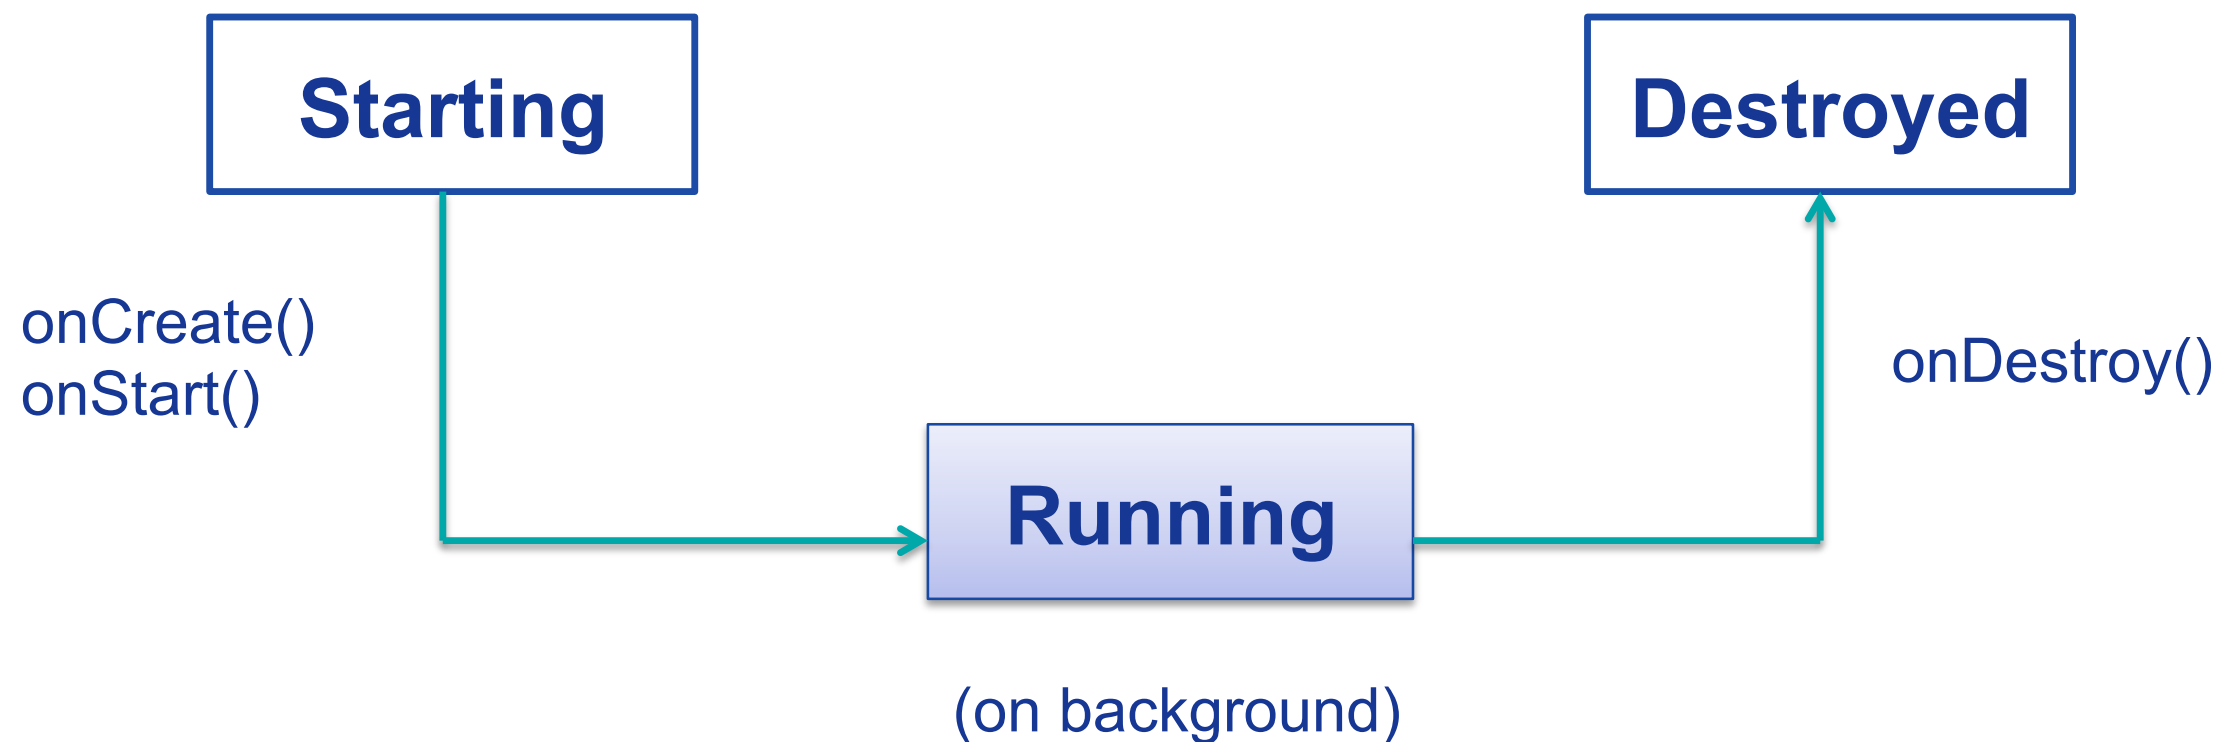 Starting
Destroyed
onCreate()
onStart()
onDestroy()
Running
(on background)